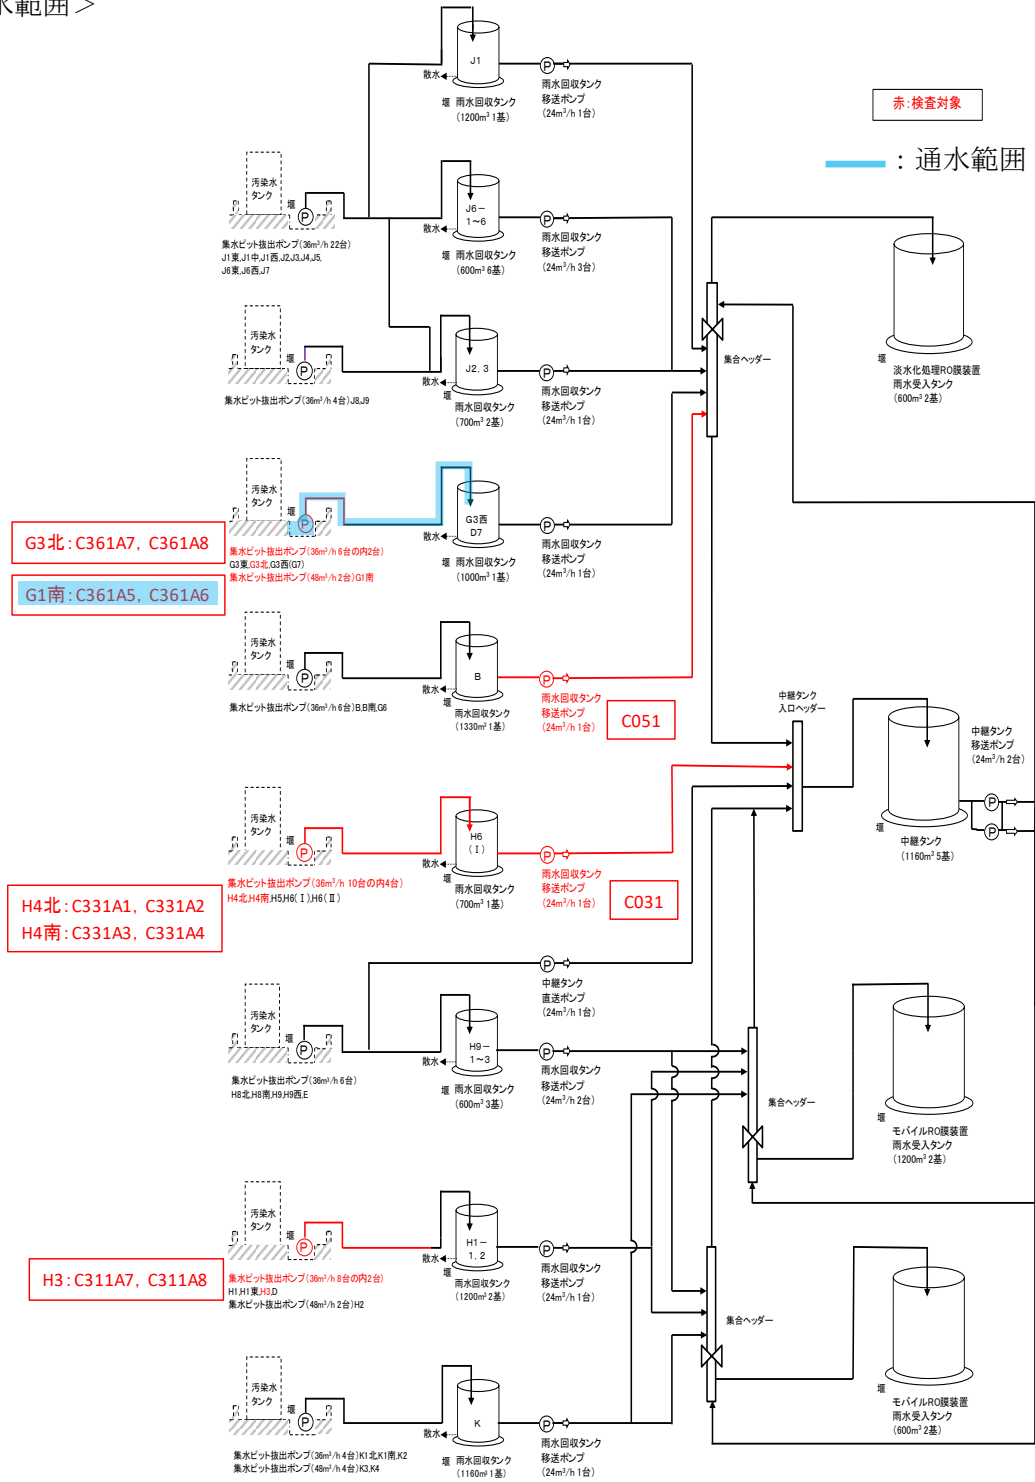 水範囲＞
J1
散水
堰 雨水回収タンク
(1200m³ 1基)
P
雨水回収タンク
移送ポンプ
(24m³/h 1台)
赤:検査対象
：通水範囲
汚染水
タンク
堰
P
集水ピット抜出ポンプ(36m³/h 22台)
J1東,J1中,J1西,J2,J3,J4,J5,
J6東,J6西,J7
J6－
1～6
散水
堰 雨水回収タンク
(600m³ 6基)
P
雨水回収タンク
移送ポンプ
(24m³/h 3台)
集合ヘッダー
堰
淡水化処理RO膜装置
雨水受入タンク
(600m³ 2基)
汚染水
タンク
堰
P
集水ピット抜出ポンプ(36m³/h 4台)J8,J9
J2, 3
散水
堰
雨水回収タンク
(700m³ 2基)
P
雨水回収タンク
移送ポンプ
(24m³/h 1台)
汚染水
タンク
堰
P
G3北：C361A7, C361A8
G1南：C361A5, C361A6
集水ピット抜出ポンプ(36m³/h 6台の内2台)
G3東,G3北,G3西(G7)
集水ピット抜出ポンプ(48m³/h 2台)G1南
G3西
D7
散水
堰 雨水回収タンク
(1000m³ 1基)
P
雨水回収タンク
移送ポンプ
(24m³/h 1台)
汚染水
タンク
堰
P
集水ピット抜出ポンプ(36m³/h 6台)B,B南,G6
B
散水
堰
雨水回収タンク
(1330m³ 1基)
P
雨水回収タンク
移送ポンプ
(24m³/h 1台)
C051
中継タンク
入口ヘッダー
堰
中継タンク
(1160m³ 5基)
中継タンク
移送ポンプ
(24m³/h 2台)
P
P
汚染水
タンク
堰
P
集水ピット抜出ポンプ(36m³/h 10台の内4台)
H4北,H4南,H5,H6(Ⅰ),H6(Ⅱ)
H4北：C331A1, C331A2
H4南：C331A3, C331A4
H6
(Ⅰ)
散水
堰
雨水回収タンク
(700m³ 1基)
P
雨水回収タンク
移送ポンプ
(24m³/h 1台)
C031
P
中継タンク
直送ポンプ
(24m³/h 1台)
汚染水
タンク
堰
P
集水ピット抜出ポンプ(36m³/h 6台)
H8北,H8南,H9,H9西,E
H9－
1～3
散水
堰 雨水回収タンク
(600m³ 3基)
P
雨水回収タンク
移送ポンプ
(24m³/h 2台)
集合ヘッダー
堰
モバイルRO膜装置
雨水受入タンク
(1200m³ 2基)
汚染水
タンク
堰
P
H3：C311A7, C311A8
集水ピット抜出ポンプ(36m³/h 8台の内2台)
H1,H1東,H3,D
集水ピット抜出ポンプ(48m³/h 2台)H2
H1－
1, 2
散水
堰
雨水回収タンク
(1200m³ 2基)
P
雨水回収タンク
移送ポンプ
(24m³/h 1台)
集合ヘッダー
堰
モバイルRO膜装置
雨水受入タンク
(600m³ 2基)
汚染水
タンク
堰
P
集水ピット抜出ポンプ(36m³/h 4台)K1北,K1南,K2
集水ピット抜出ポンプ(48m³/h 4台)K3,K4
K
散水
堰 雨水回収タンク
(1160m³ 1基)
P
雨水回収タンク
移送ポンプ
(24m³/h 1台)